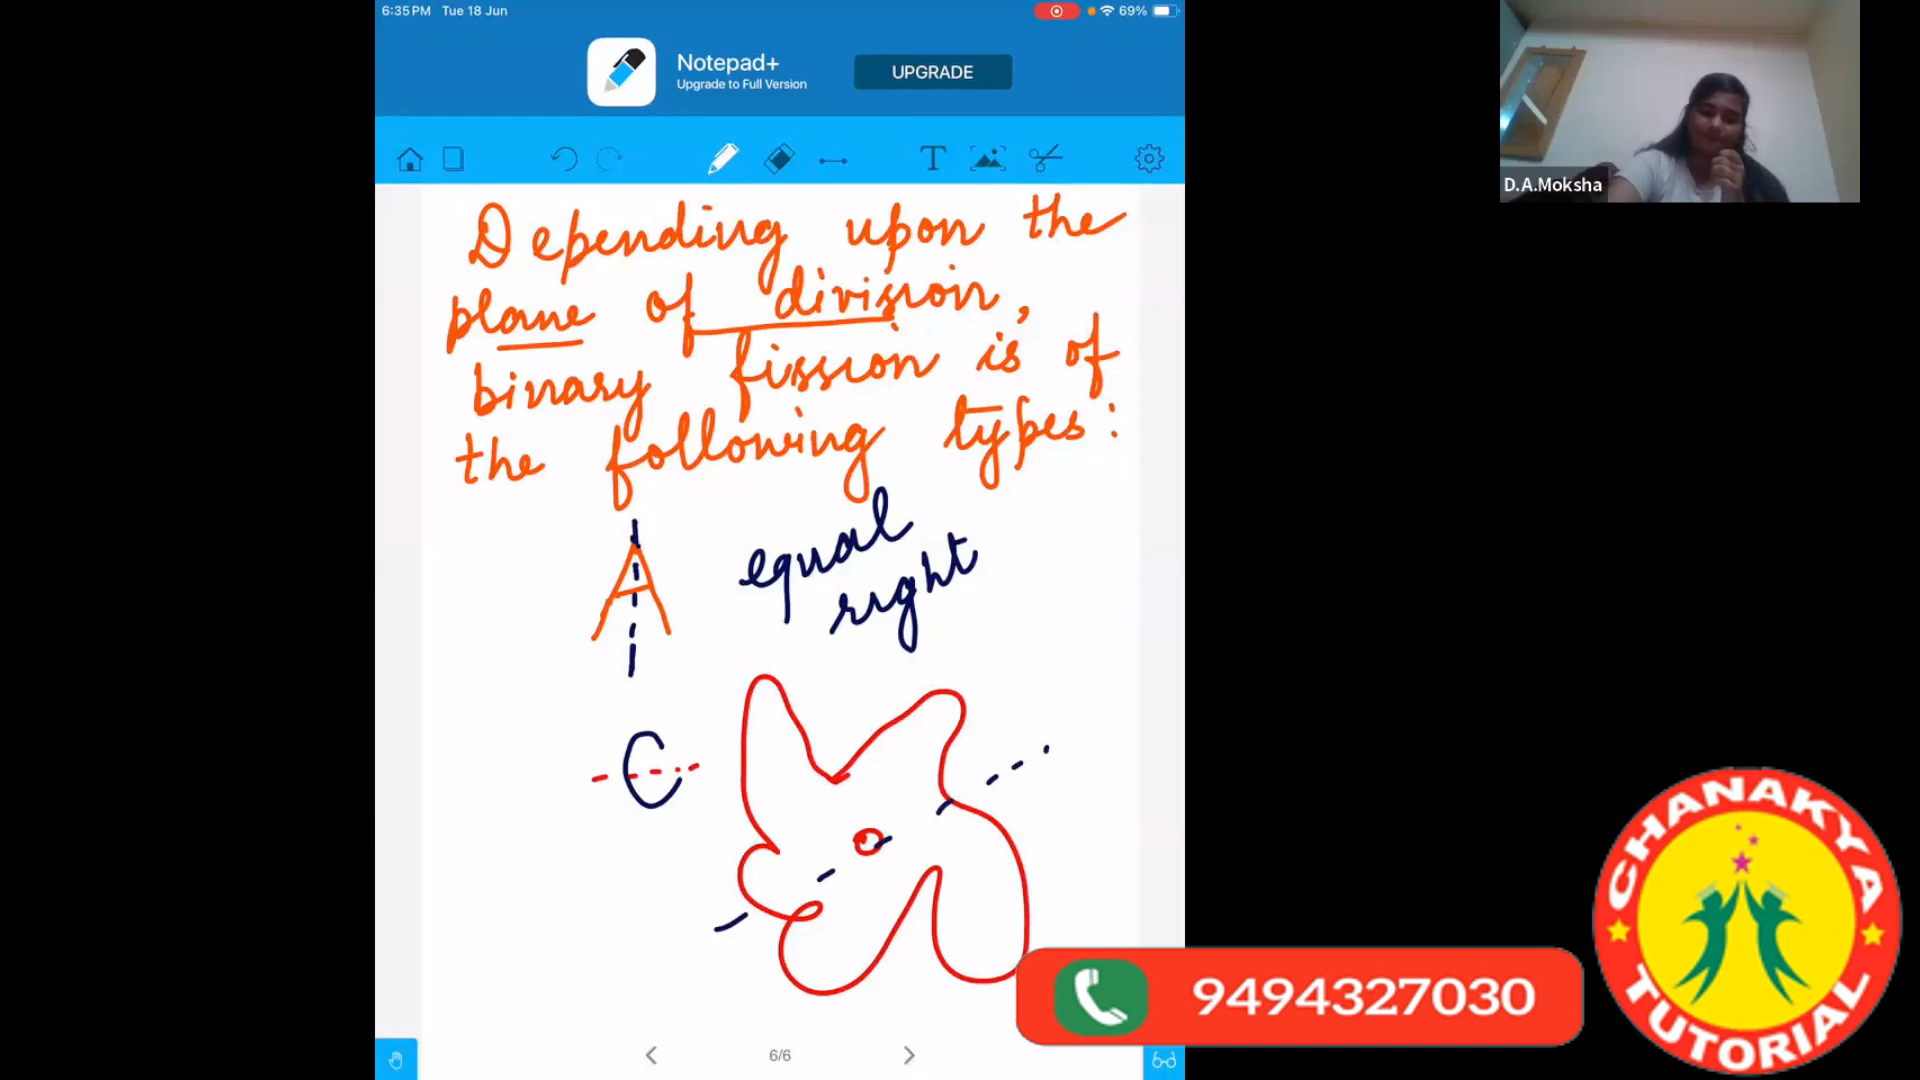 6:35 PM Tue 18 Jun
69%
Notepad+
Upgrade to Full Version
UPGRADE
T
D.A.Moksha
Depending upon the
plane of division,
binary fission is of
the following types:
A
equal
right
C
6/6
9494327030
CHANAKYA
TUTORIAL